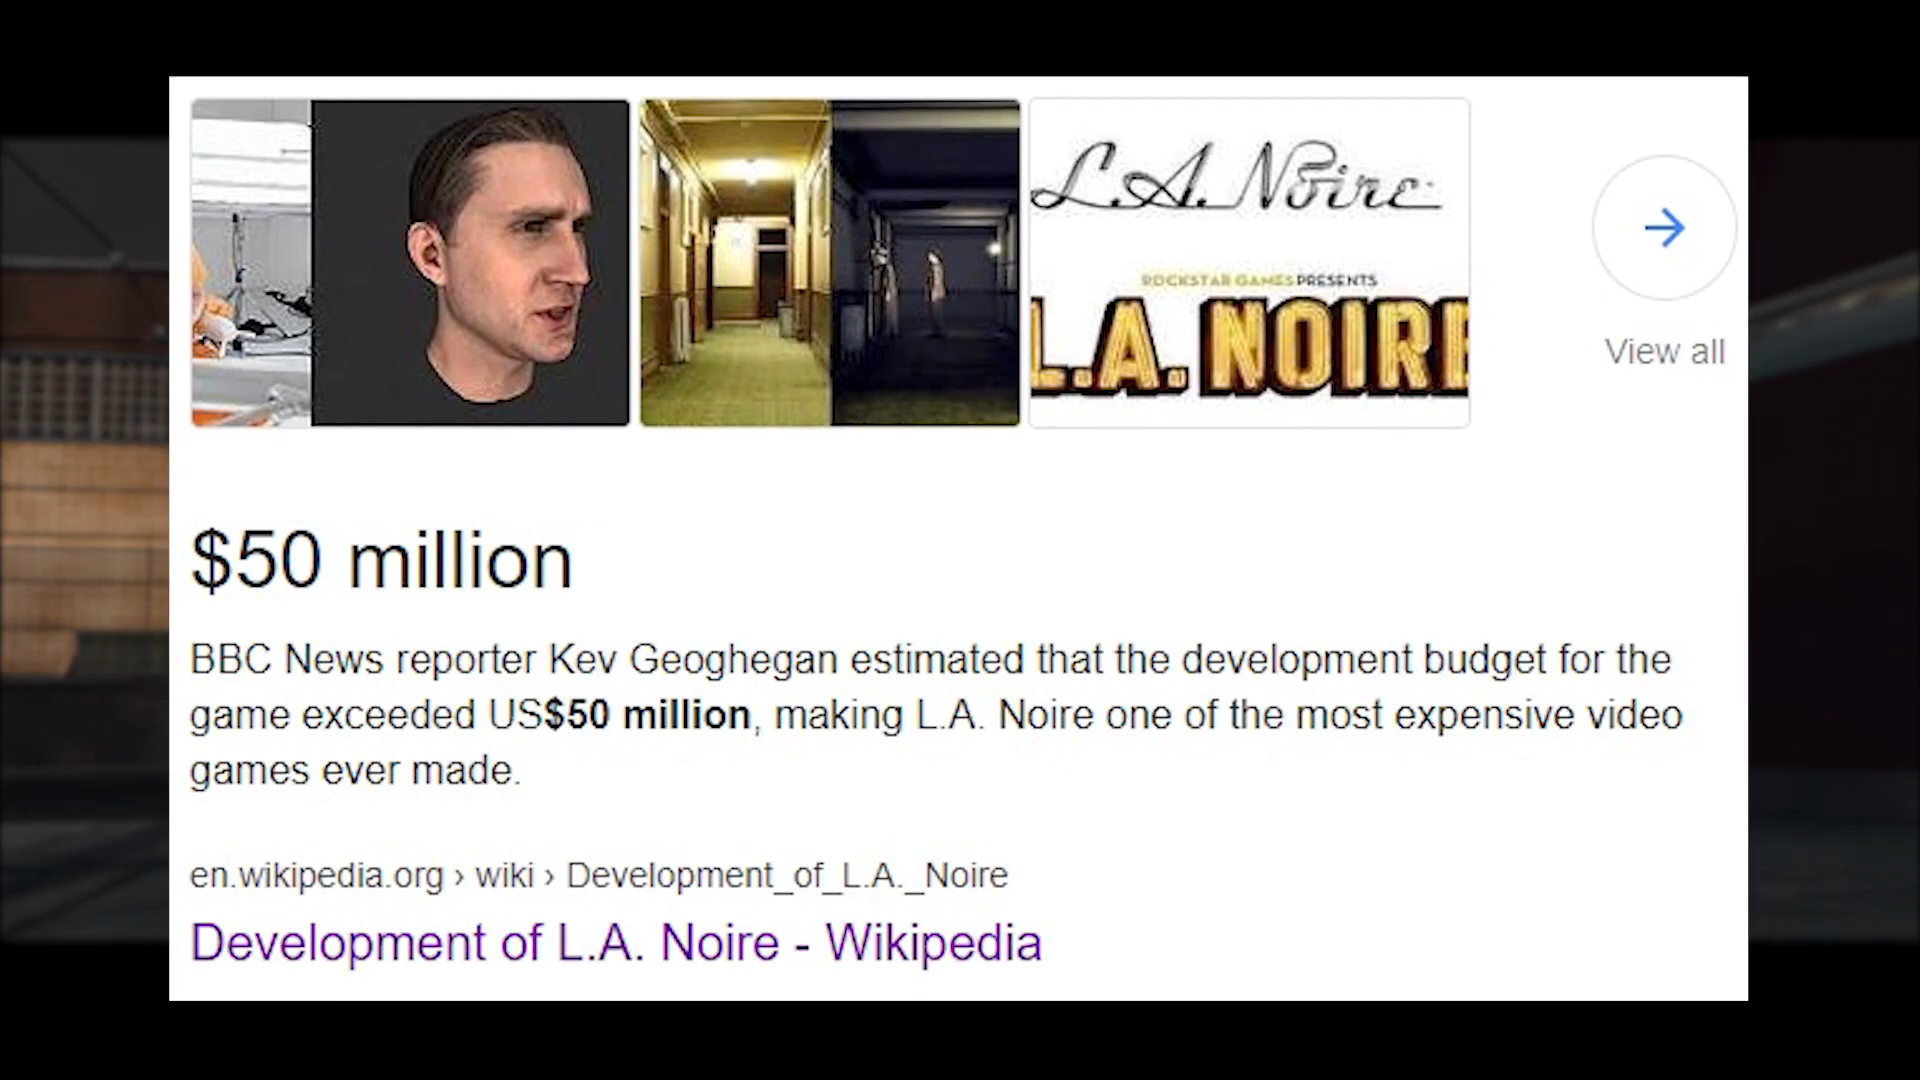 L.A. Noire
ROCKSTAR GAMES PRESENTS
L.A. NOIRE
View all
$50 million
BBC News reporter Kev Geoghegan estimated that the development budget for the
game exceeded US$50 million, making L.A. Noire one of the most expensive video
games ever made.
en.wikipedia.org › wiki › Development_of_L.A._Noire
Development of L.A. Noire - Wikipedia